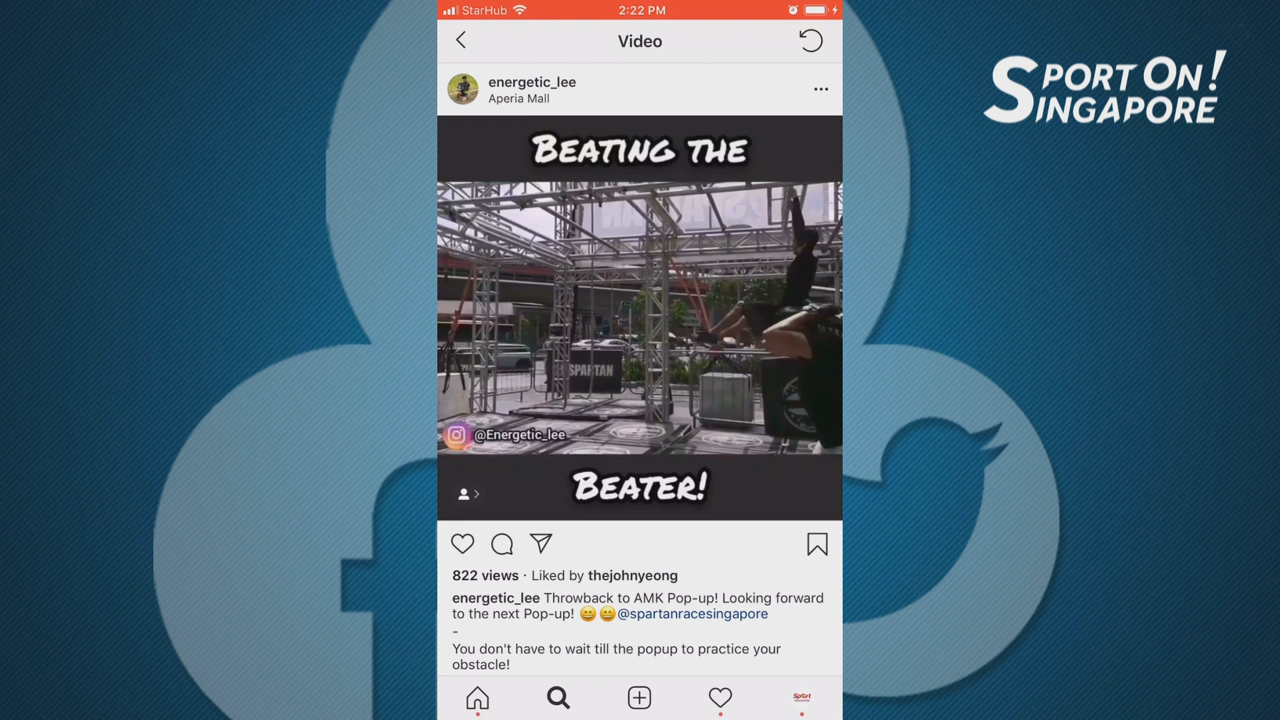 StarHub
2:22 PM
Video
SPORT ON!
SINGAPORE
energetic_lee
Aperia Mall
BEATING THE
SPARTAN
SPARTAN
@Energetic_lee
BEATER!
822 views · Liked by thejohnyeong
energetic_lee Throwback to AMK Pop-up! Looking forward
to the next Pop-up! 😄😄@spartanracesingapore
-
You don't have to wait till the popup to practice your
obstacle!
Sport